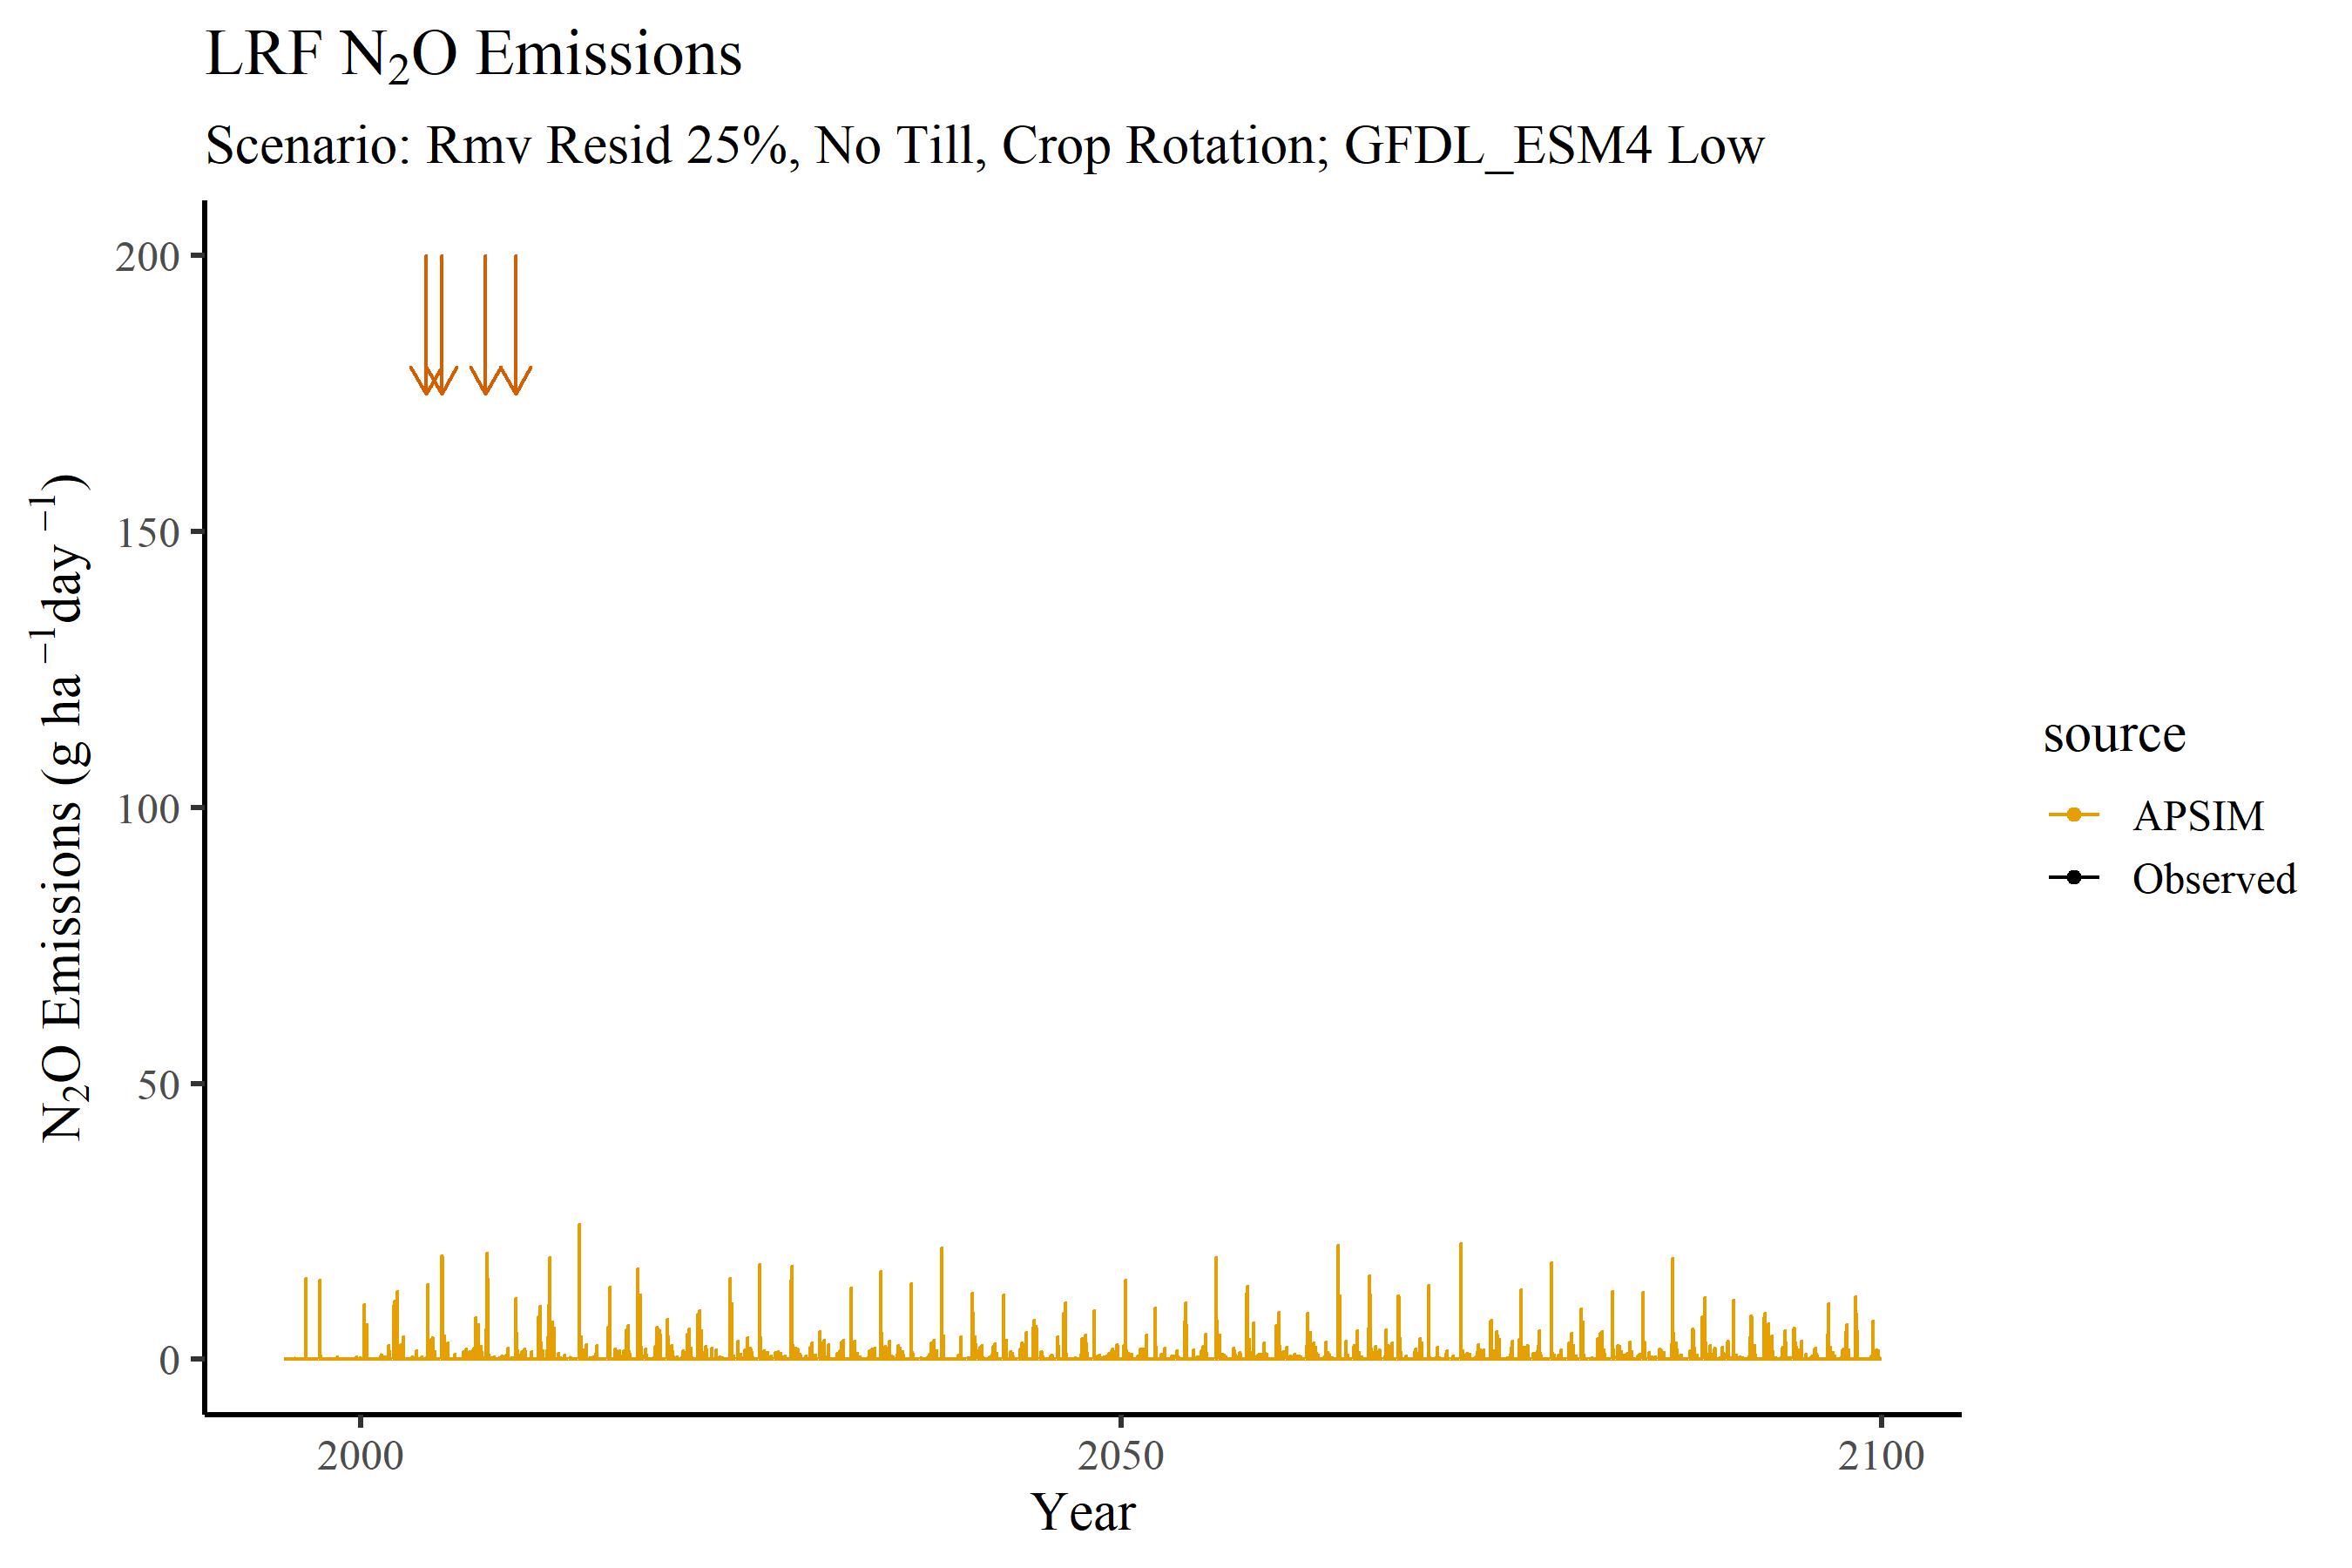 LRF N₂O Emissions
Scenario: Rmv Resid 25%, No Till, Crop Rotation; GFDL_ESM4 Low
N₂O Emissions (g ha ⁻¹day ⁻¹)
200
150
100
50
0
2000 2050 2100
Year
source
APSIM
Observed